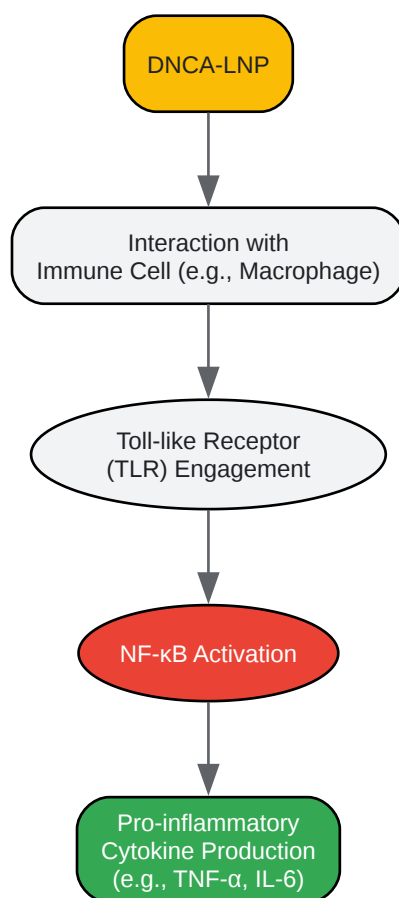 DNCA-LNP
Interaction with
Immune Cell (e.g., Macrophage)
Toll-like Receptor
(TLR) Engagement
NF-κB Activation
Pro-inflammatory
Cytokine Production
(e.g., TNF-α, IL-6)